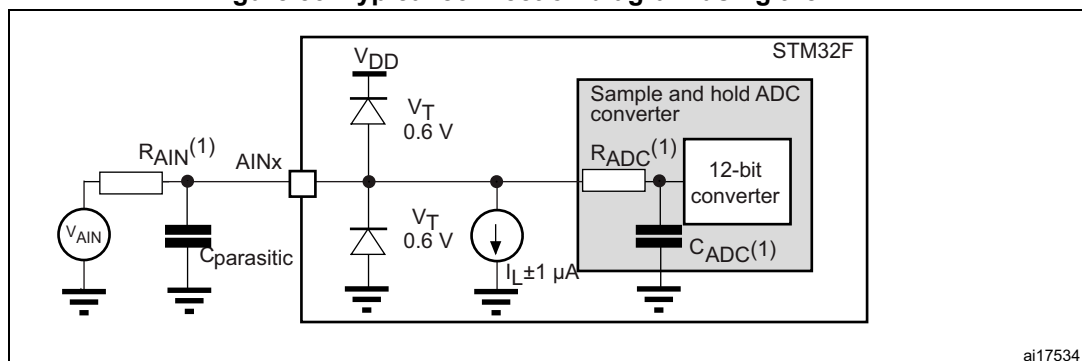 STM32F
VDD
Sample and hold ADC
converter
VT
0.6 V
RAIN(1)
AINx
RADC(1)
12-bit
converter
VAIN
Cparasitic
VT
0.6 V
IL±1 µA
CADC(1)
ai17534